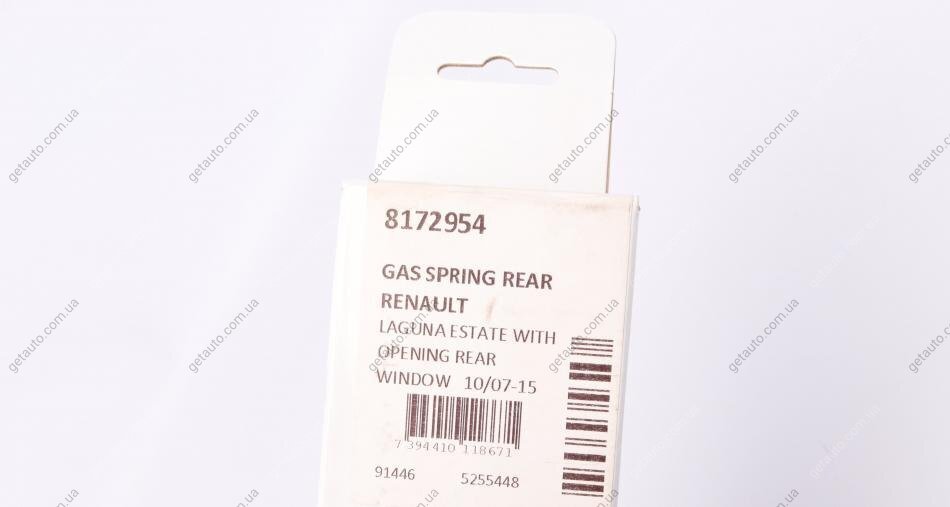 8172954
GAS SPRING REAR
RENAULT
LAGUNA ESTATE WITH
OPENING REAR
WINDOW 10/07-15
7 394410 118671
91446 5255448
getauto.com.ua